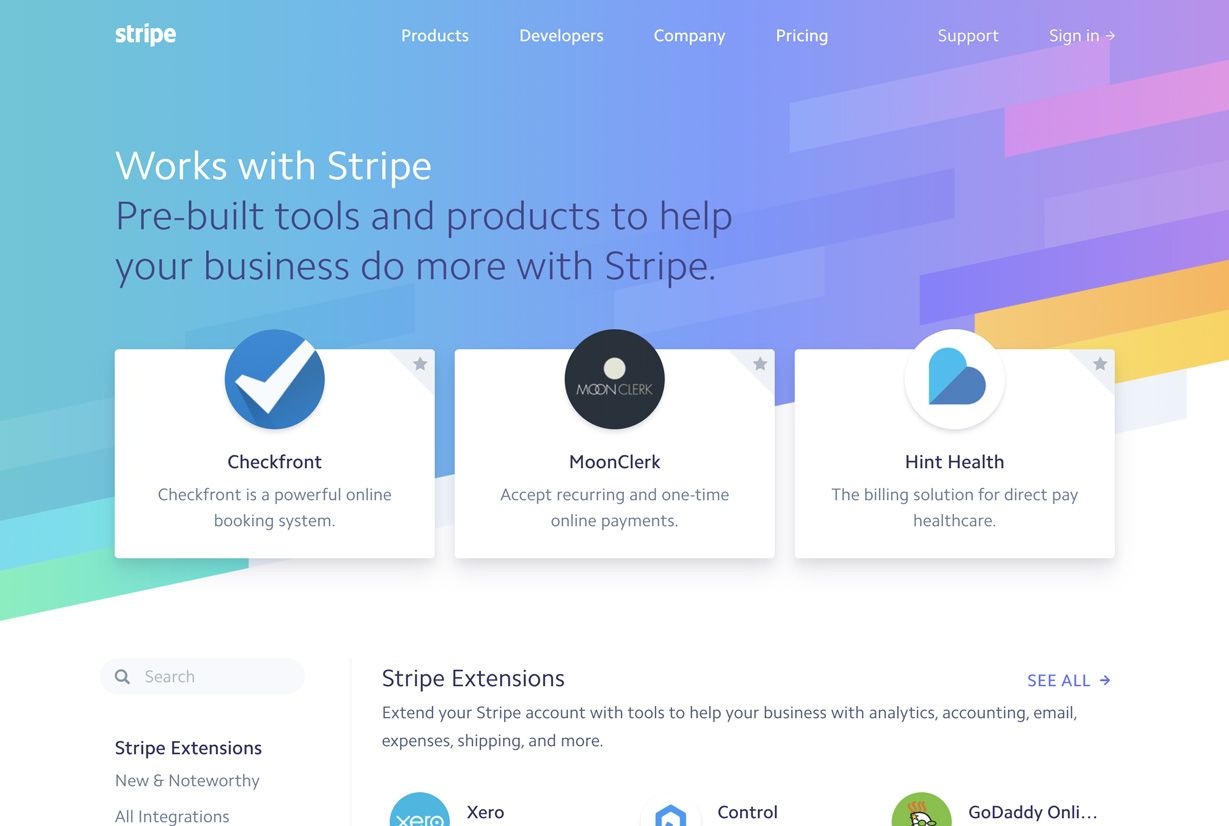 stripe
Products Developers Company Pricing Support Sign in →
Works with Stripe
Pre-built tools and products to help
your business do more with Stripe.
MOONCLERK
Checkfront
Checkfront is a powerful online
booking system.
MoonClerk
Accept recurring and one-time
online payments.
Hint Health
The billing solution for direct pay
healthcare.
Search
Stripe Extensions
New & Noteworthy
All Integrations
Stripe Extensions
SEE ALL →
Extend your Stripe account with tools to help your business with analytics, accounting, email,
expenses, shipping, and more.
xero
Xero
Control
GoDaddy Onli...